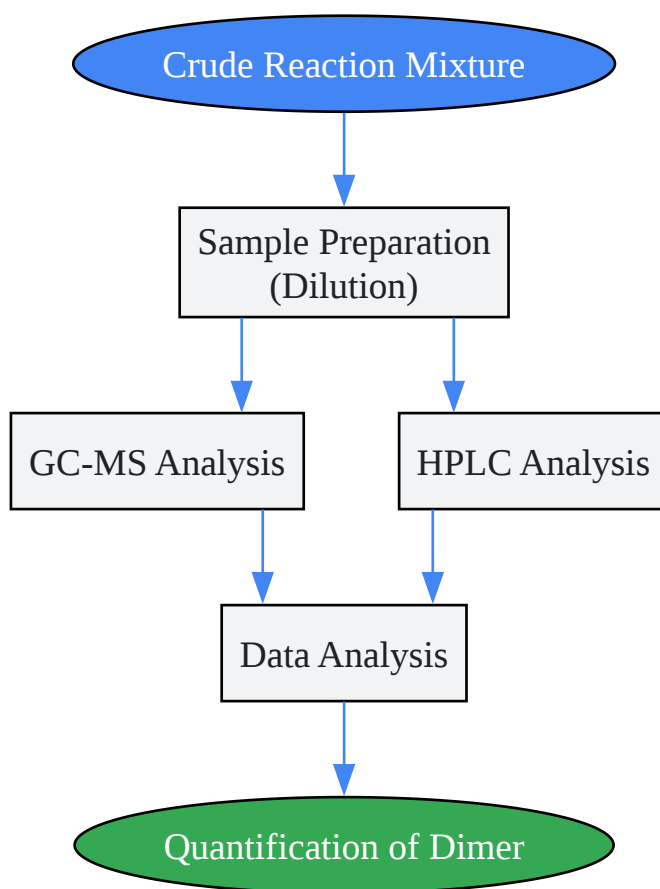 Crude Reaction Mixture
Sample Preparation
(Dilution)
GC-MS Analysis
HPLC Analysis
Data Analysis
Quantification of Dimer